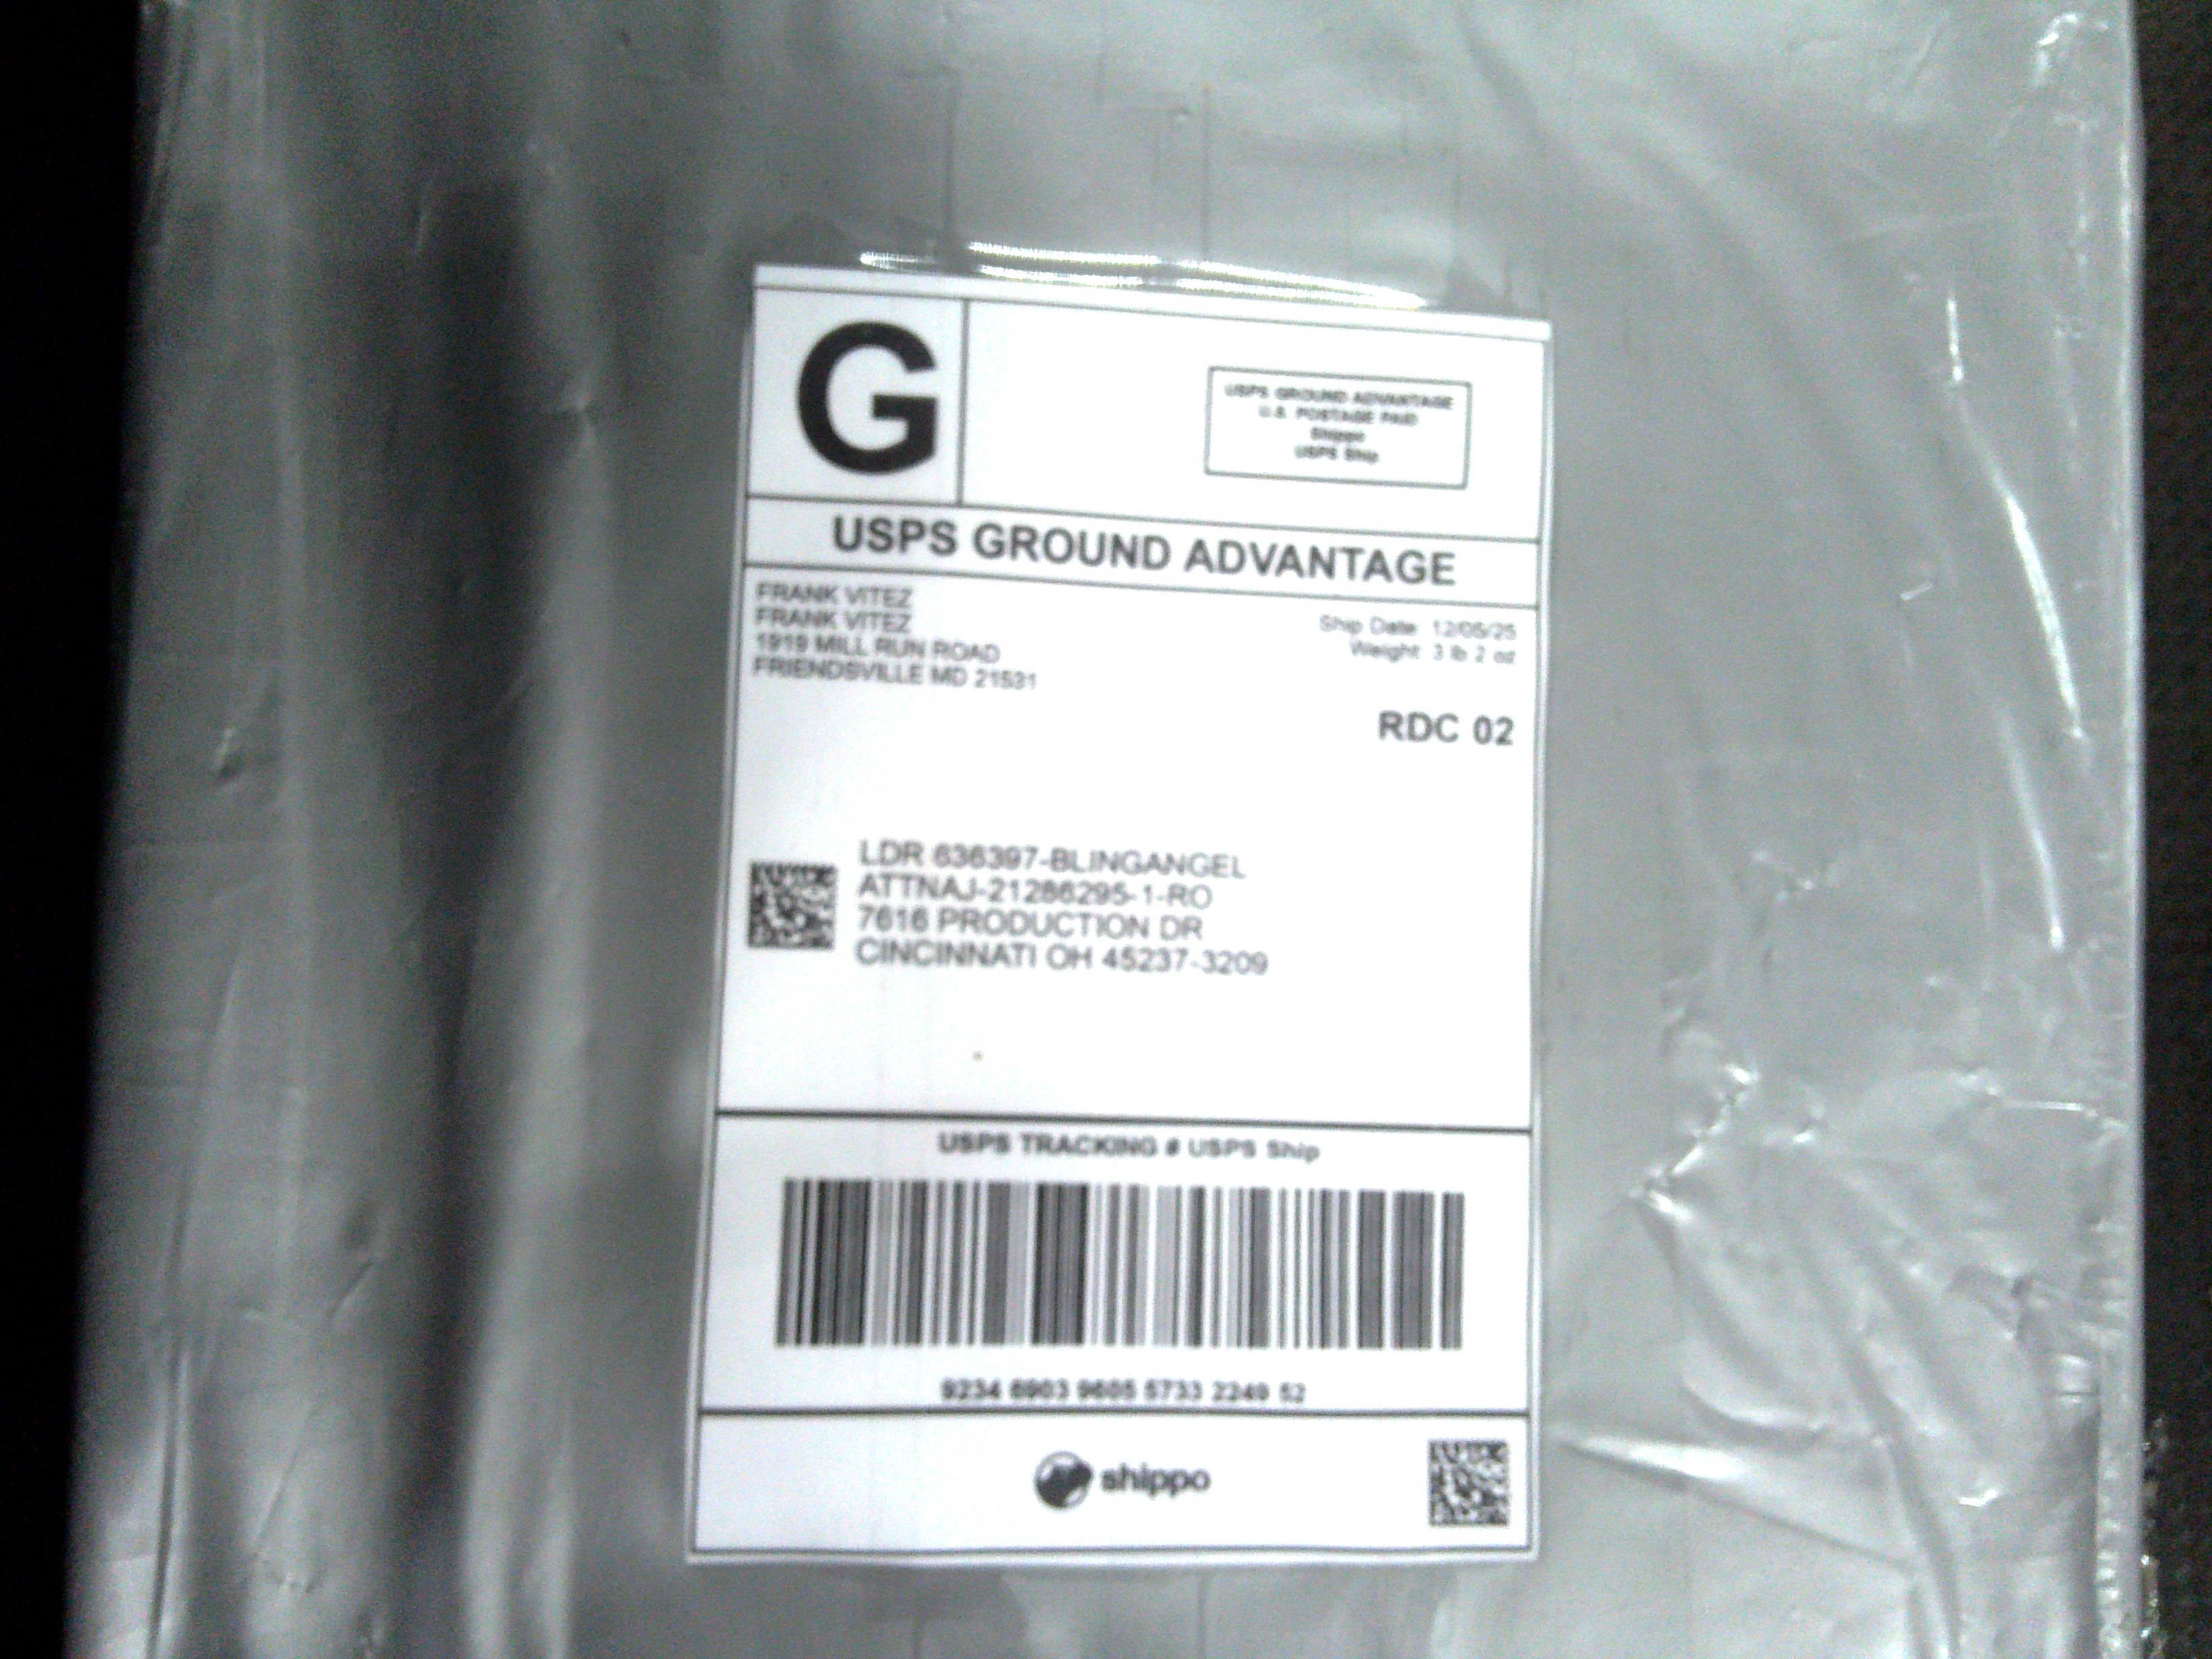 G
USPS GROUND ADVANTAGE
U.S. POSTAGE PAID
Shippo
USPS Ship
USPS GROUND ADVANTAGE
FRANK VITEZ
FRANK VITEZ
1919 MILL RUN ROAD
FRIENDSVILLE MD 21531
Ship Date: 12/05/25
Weight: 3 lb 2 oz
RDC 02
LDR 636397-BLINGANGEL
ATTNAJ-21286295-1-RO
7616 PRODUCTION DR
CINCINNATI OH 45237-3209
USPS TRACKING # USPS Ship
9234 6903 9605 5733 2249 52
shippo